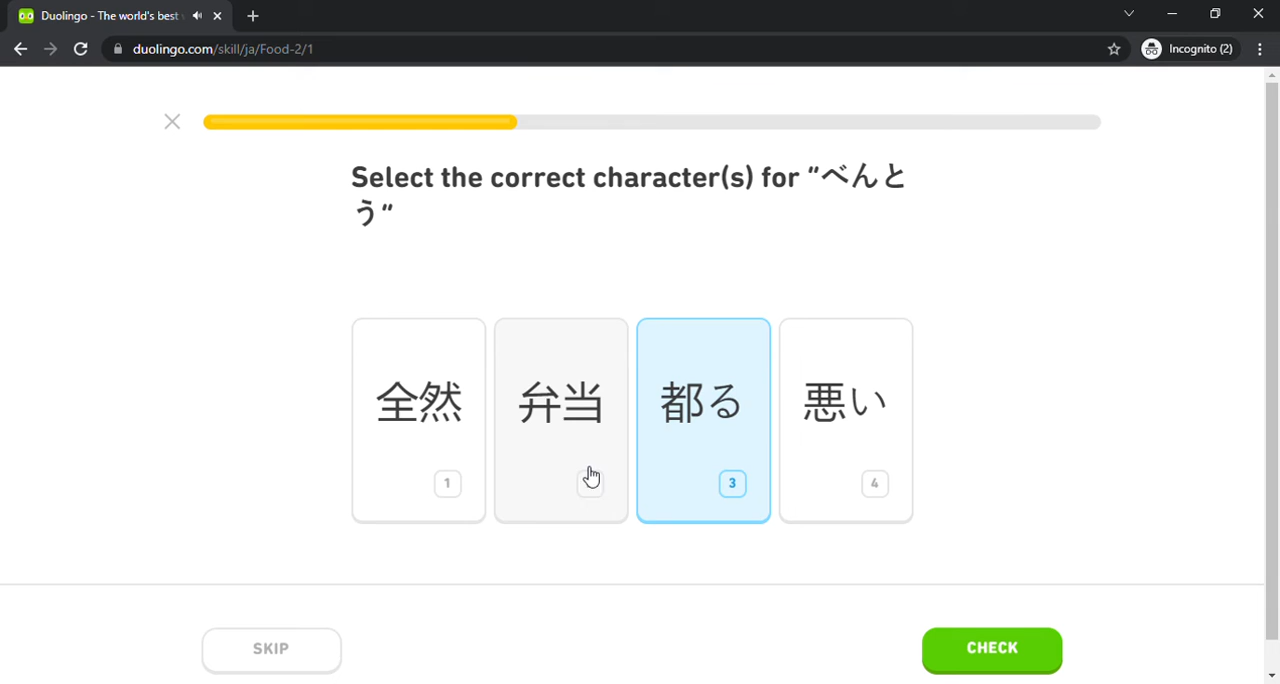 Duolingo - The world's best
duolingo.com/skill/ja/Food-2/1
Incognito (2)
Select the correct character(s) for "べんと
う"
全然
弁当
都る
悪い
1
3
4
SKIP
CHECK